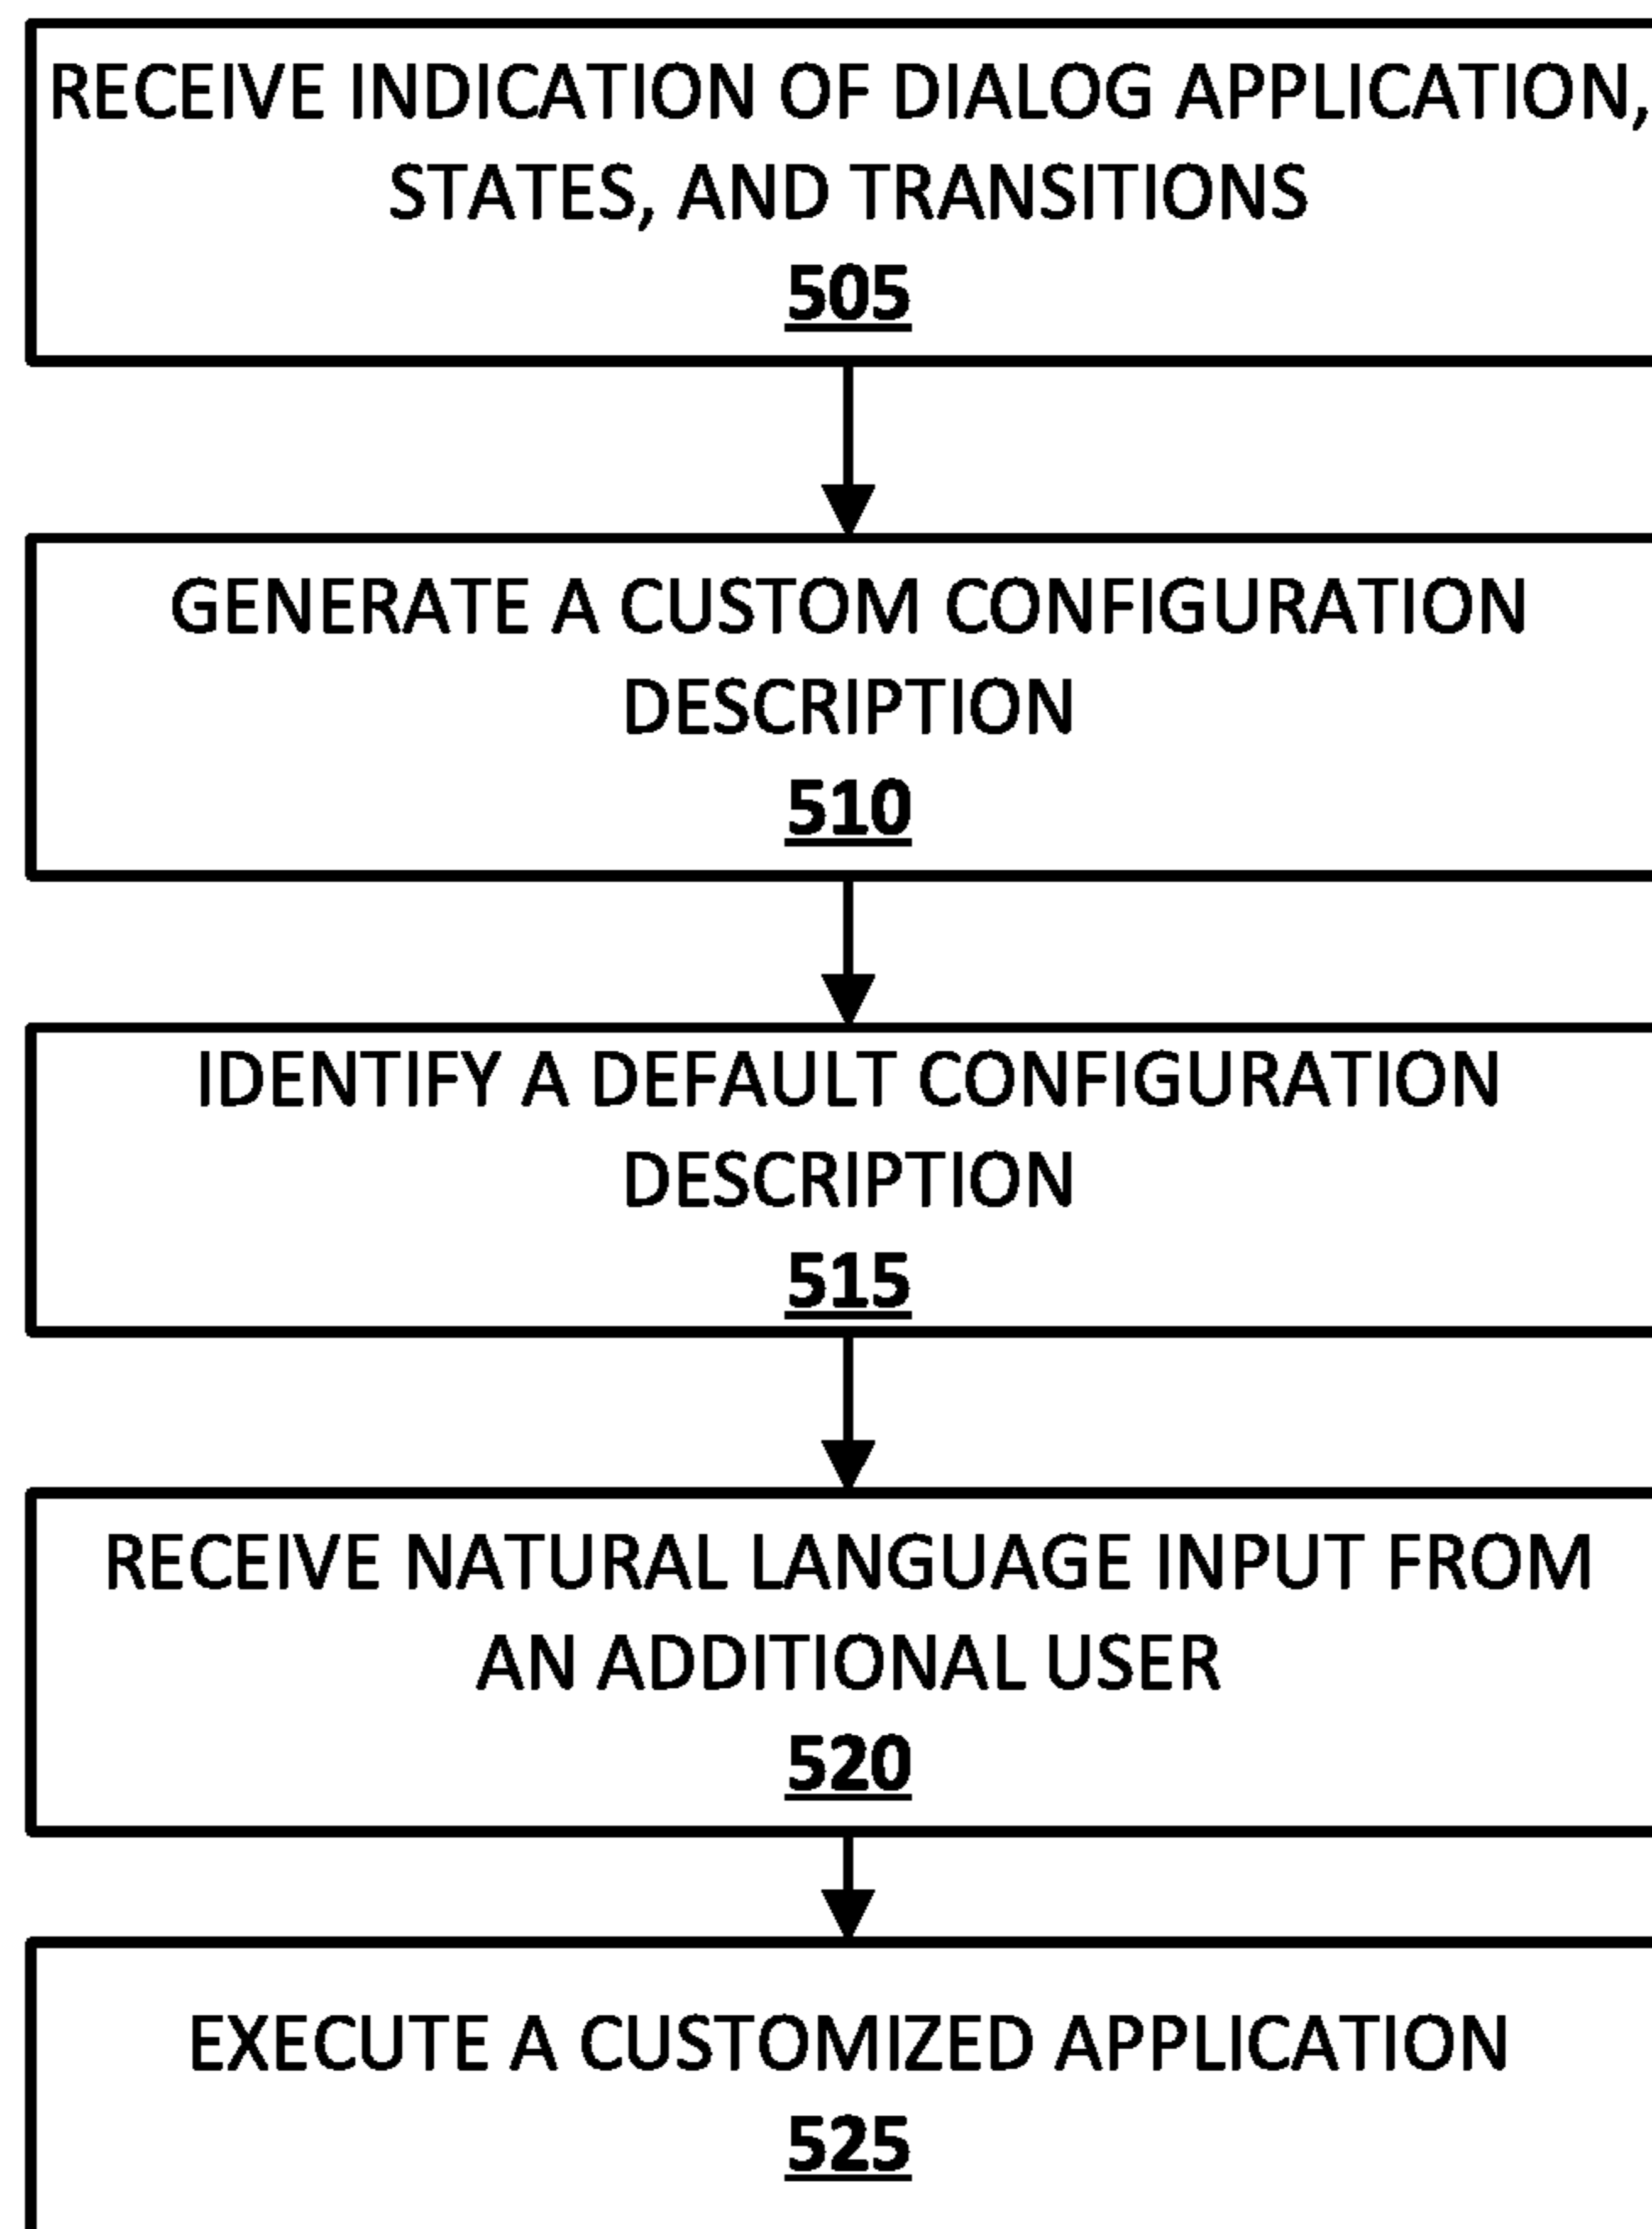 RECEIVE INDICATION OF DIALOG APPLICATION,
STATES, AND TRANSITIONS
505
GENERATE A CUSTOM CONFIGURATION
DESCRIPTION
510
IDENTIFY A DEFAULT CONFIGURATION
DESCRIPTION
515
RECEIVE NATURAL LANGUAGE INPUT FROM
AN ADDITIONAL USER
520
EXECUTE A CUSTOMIZED APPLICATION
525